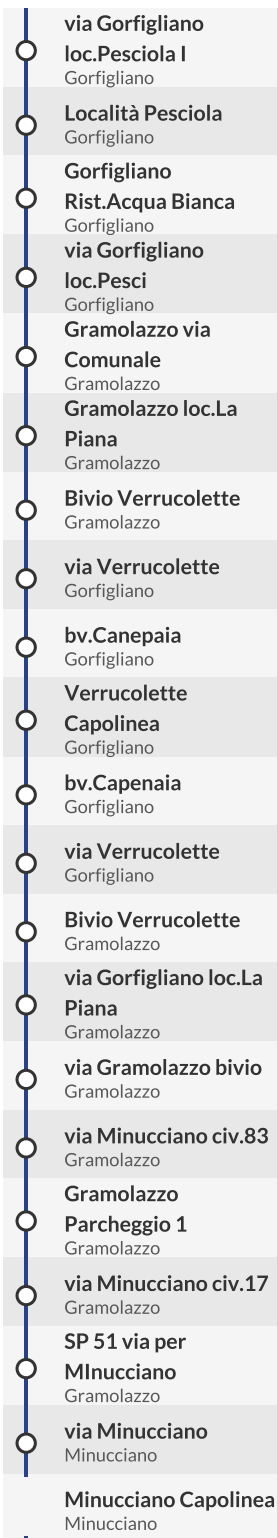 via Gorfigliano
loc.Pesciola I
Gorfigliano
Località Pesciola
Gorfigliano
Gorfigliano
Rist.Acqua Bianca
Gorfigliano
via Gorfigliano
loc.Pesci
Gorfigliano
Gramolazzo via
Comunale
Gramolazzo
Gramolazzo loc.La
Piana
Gramolazzo
Bivio Verrucolette
Gramolazzo
via Verrucolette
Gorfigliano
bv.Canepaia
Gorfigliano
Verrucolette
Capolinea
Gorfigliano
bv.Capenaia
Gorfigliano
via Verrucolette
Gorfigliano
Bivio Verrucolette
Gramolazzo
via Gorfigliano loc.La
Piana
Gramolazzo
via Gramolazzo bivio
Gramolazzo
via Minucciano civ.83
Gramolazzo
Gramolazzo
Parcheggio 1
Gramolazzo
via Minucciano civ.17
Gramolazzo
SP 51 via per
MInucciano
Gramolazzo
via Minucciano
Minucciano
Minucciano Capolinea
Minucciano